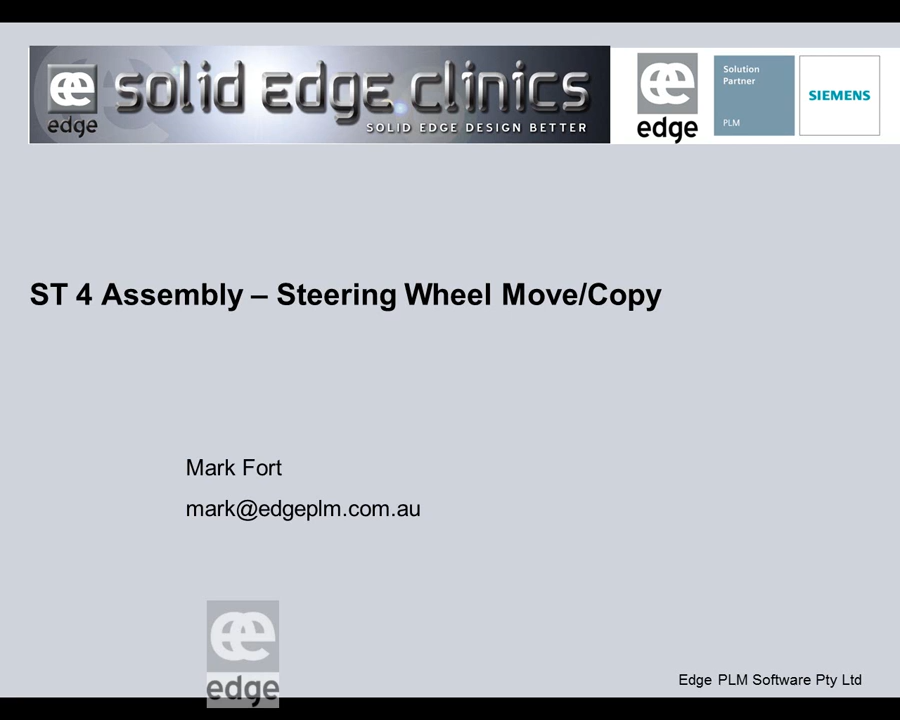 solid edge clinics
edge
SOLID EDGE DESIGN BETTER
edge
Solution
Partner
PLM
SIEMENS
ST 4 Assembly – Steering Wheel Move/Copy
Mark Fort
mark@edgeplm.com.au
edge
Edge PLM Software Pty Ltd